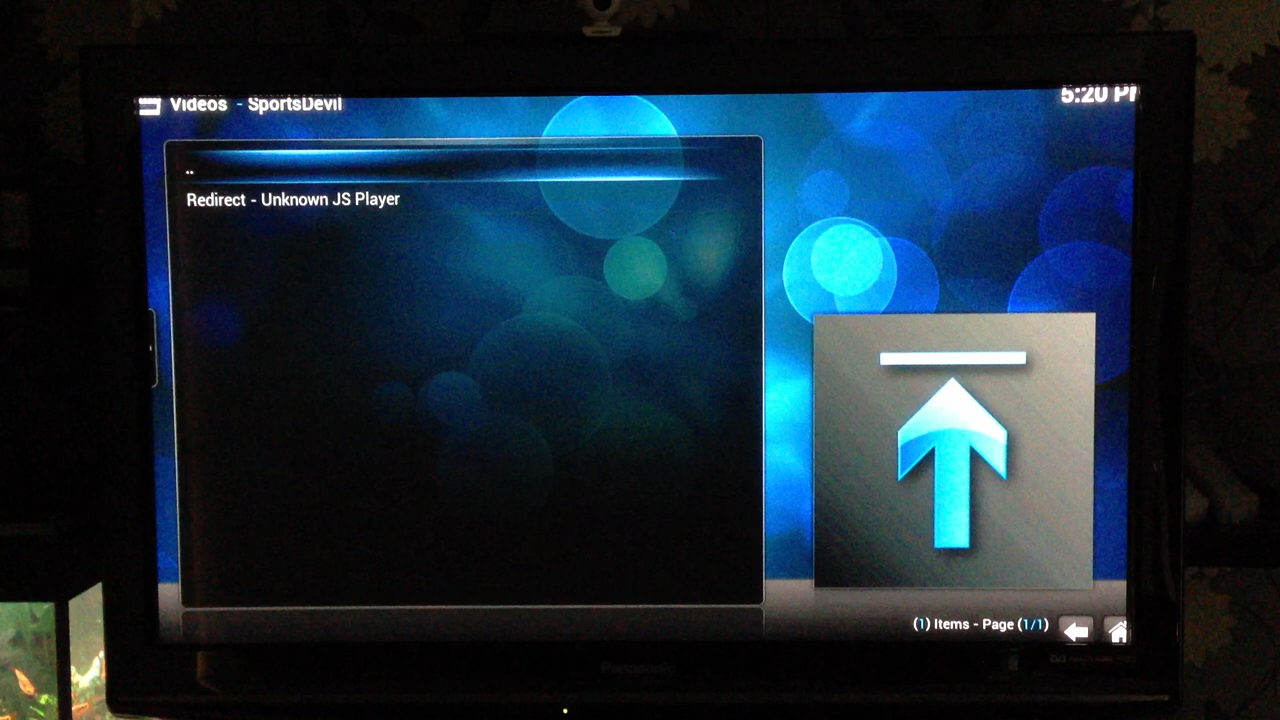 Videos - SportsDevil
5:20 P
..
Redirect - Unknown JS Player
(1) Items - Page (1/1)
Panasonic